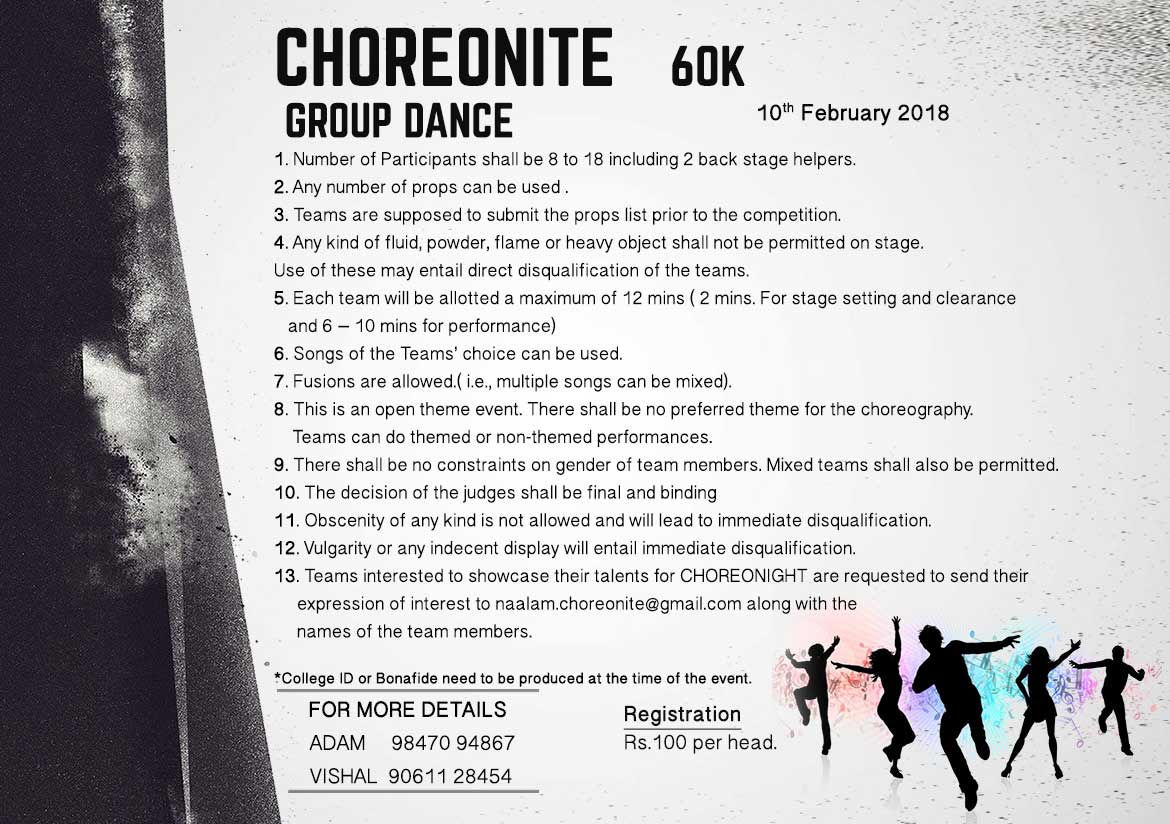 CHOREONITE 60K
GROUP DANCE
10th February 2018
1. Number of Participants shall be 8 to 18 including 2 back stage helpers.
2. Any number of props can be used .
3. Teams are supposed to submit the props list prior to the competition.
4. Any kind of fluid, powder, flame or heavy object shall not be permitted on stage.
Use of these may entail direct disqualification of the teams.
5. Each team will be allotted a maximum of 12 mins ( 2 mins. For stage setting and clearance
and 6 – 10 mins for performance)
6. Songs of the Teams’ choice can be used.
7. Fusions are allowed.( i.e., multiple songs can be mixed).
8. This is an open theme event. There shall be no preferred theme for the choreography.
Teams can do themed or non-themed performances.
9. There shall be no constraints on gender of team members. Mixed teams shall also be permitted.
10. The decision of the judges shall be final and binding
11. Obscenity of any kind is not allowed and will lead to immediate disqualification.
12. Vulgarity or any indecent display will entail immediate disqualification.
13. Teams interested to showcase their talents for CHOREONIGHT are requested to send their
expression of interest to naalam.choreonite@gmail.com along with the
names of the team members.
*College ID or Bonafide need to be produced at the time of the event.
FOR MORE DETAILS
ADAM 98470 94867
VISHAL 90611 28454
Registration
Rs.100 per head.